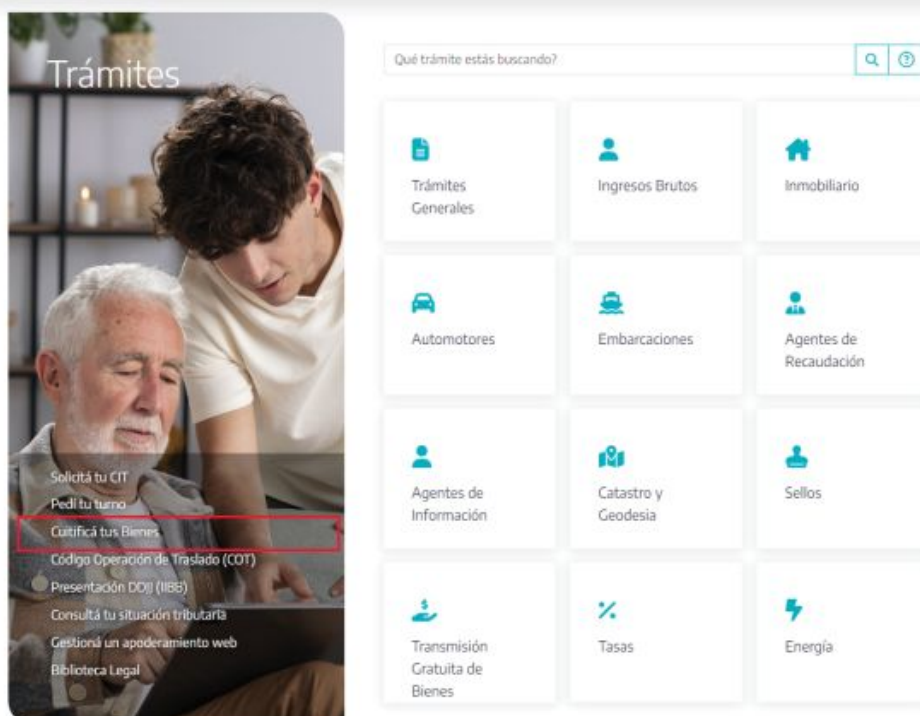 Trámites
Solicitá tu CIT
Pedí tu turno
Cuitificá tus Bienes
Código Operación de Traslado (COT)
Presentación DDJJ (IIBB)
Consultá tu situación tributaria
Gestioná un apoderamiento web
Biblioteca Legal
Qué trámite estás buscando?
Trámites
Generales
Ingresos Brutos
Inmobiliario
Automotores
Embarcaciones
Agentes de
Recaudación
Agentes de
Información
Catastro y
Geodesia
Sellos
Transmisión
Gratuita de
Bienes
Tasas
Energía